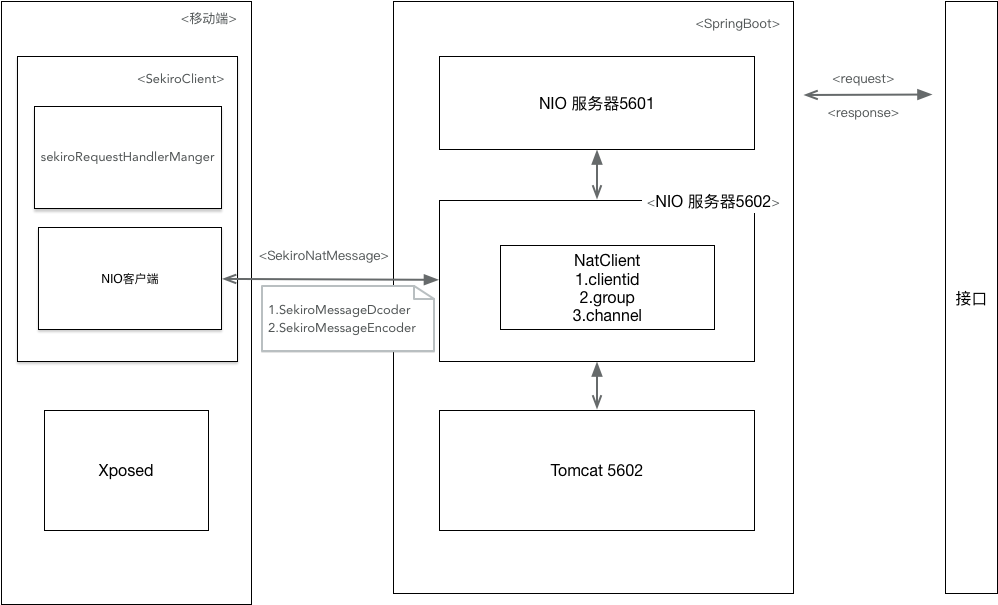 <移动端>
<SekiroClient>
sekiroRequestHandlerManger
NIO客户端
Xposed
<SekiroNatMessage>
1.SekiroMessageDcoder
2.SekiroMessageEncoder
<SpringBoot>
NIO 服务器5601
<NIO 服务器5602>
NatClient
1.clientid
2.group
3.channel
Tomcat 5602
<request>
<response>
接口